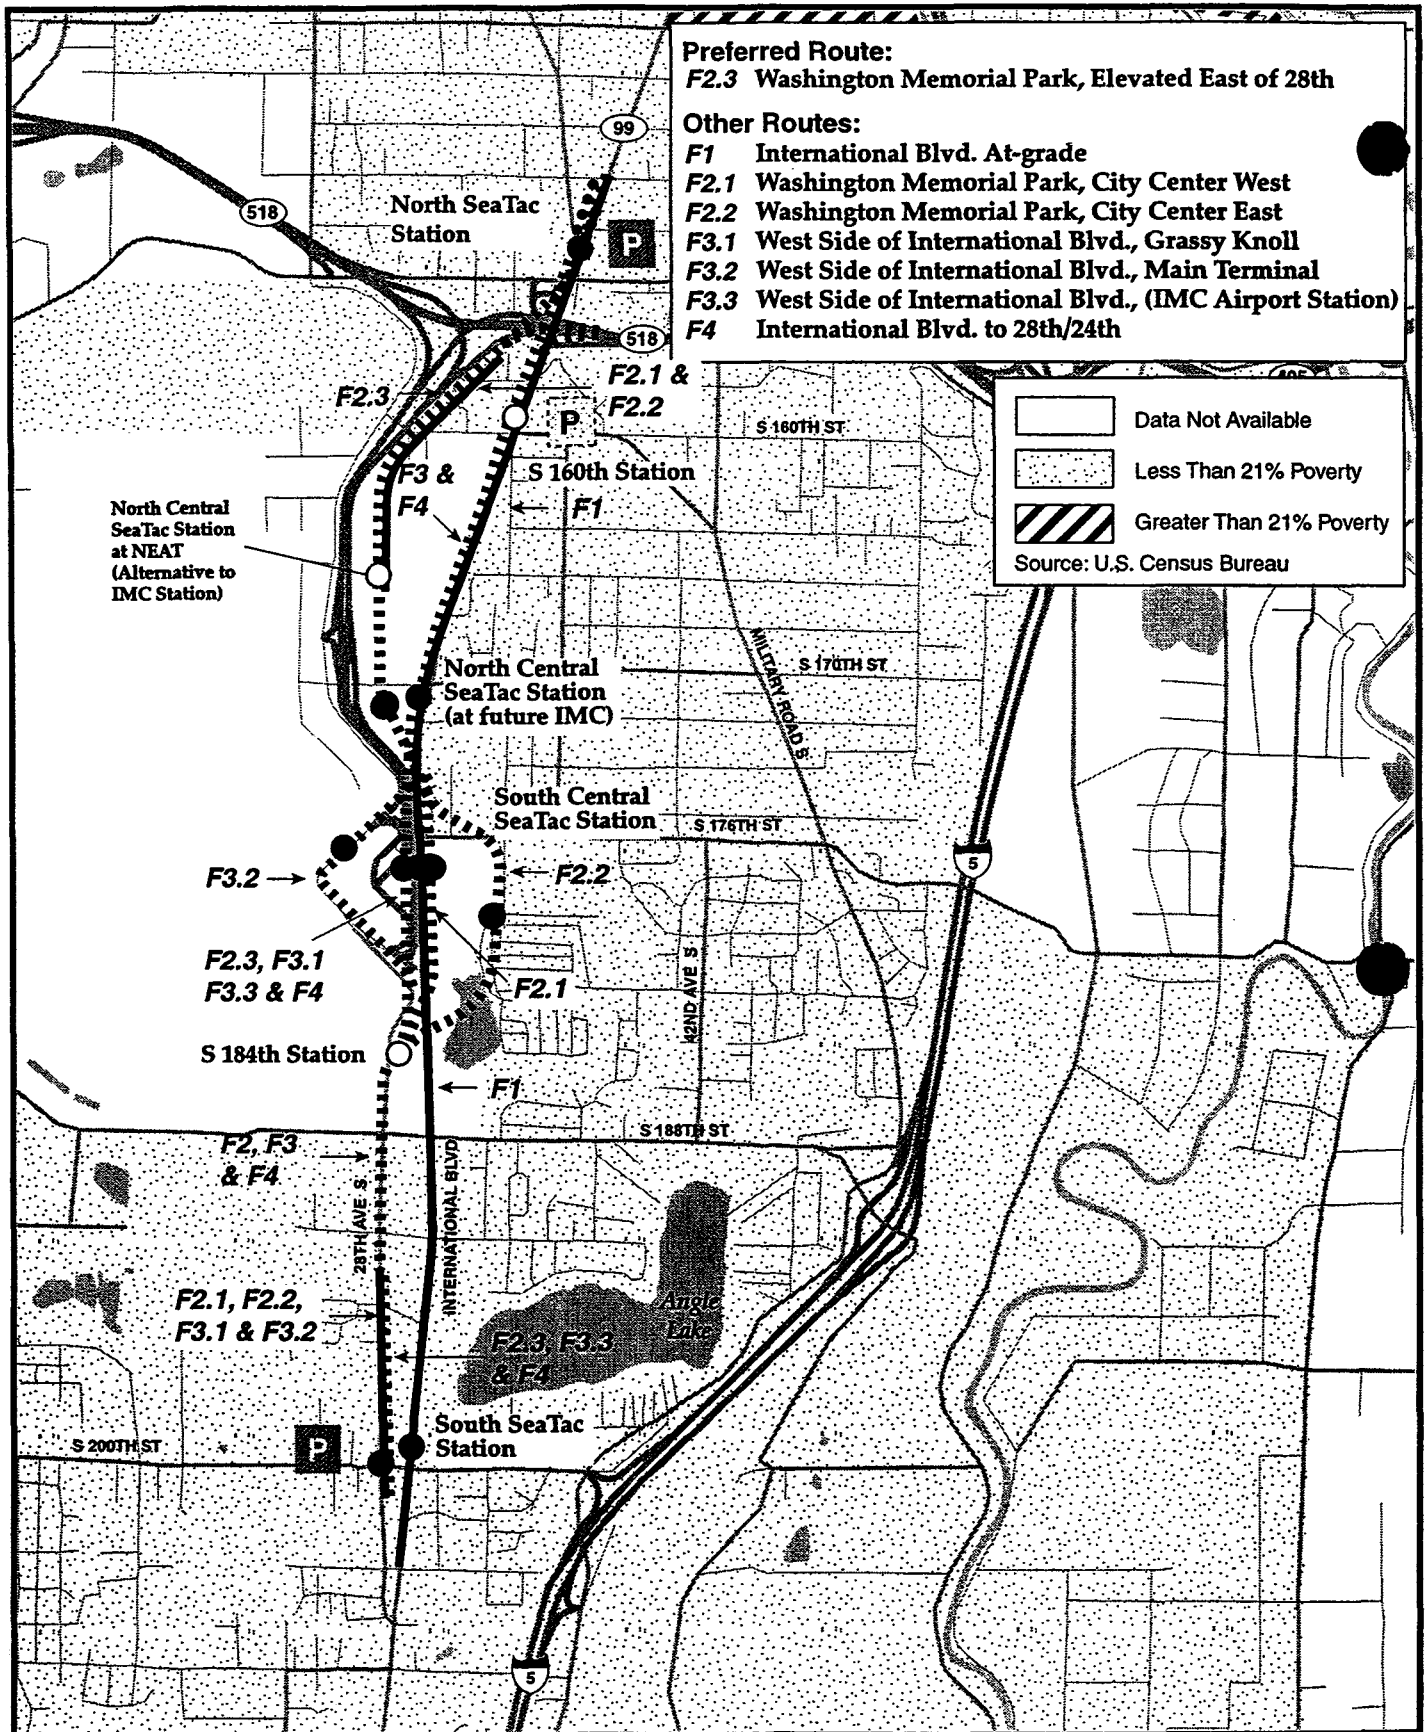 Preferred Route:
F2.3 Washington Memorial Park, Elevated East of 28th
Other Routes:
F1 International Blvd. At-grade
F2.1 Washington Memorial Park, City Center West
F2.2 Washington Memorial Park, City Center East
F3.1 West Side of International Blvd., Grassy Knoll
F3.2 West Side of International Blvd., Main Terminal
F3.3 West Side of International Blvd., (IMC Airport Station)
F4 International Blvd. to 28th/24th
99
518
North SeaTac
Station
P
518
405
Data Not Available
Less Than 21% Poverty
Greater Than 21% Poverty
Source: U.S. Census Bureau
F2.3
F2.1 &
F2.2
P
S 160TH ST
S 160th Station
F3 &
F4
F1
North Central
SeaTac Station
at NEAT
(Alternative to
IMC Station)
MILITARY ROAD S
S 170TH ST
North Central
SeaTac Station
(at future IMC)
South Central
SeaTac Station
S 176TH ST
5
F3.2
F2.2
F2.3, F3.1
F3.3 & F4
F2.1
42ND AVE S
S 184th Station
F1
S 188TH ST
F2, F3
& F4
28TH AVE S
INTERNATIONAL BLVD
F2.1, F2.2,
F3.1 & F3.2
Angle
Lake
F2.3, F3.3
& F4
South SeaTac
Station
P
S 200TH ST
5